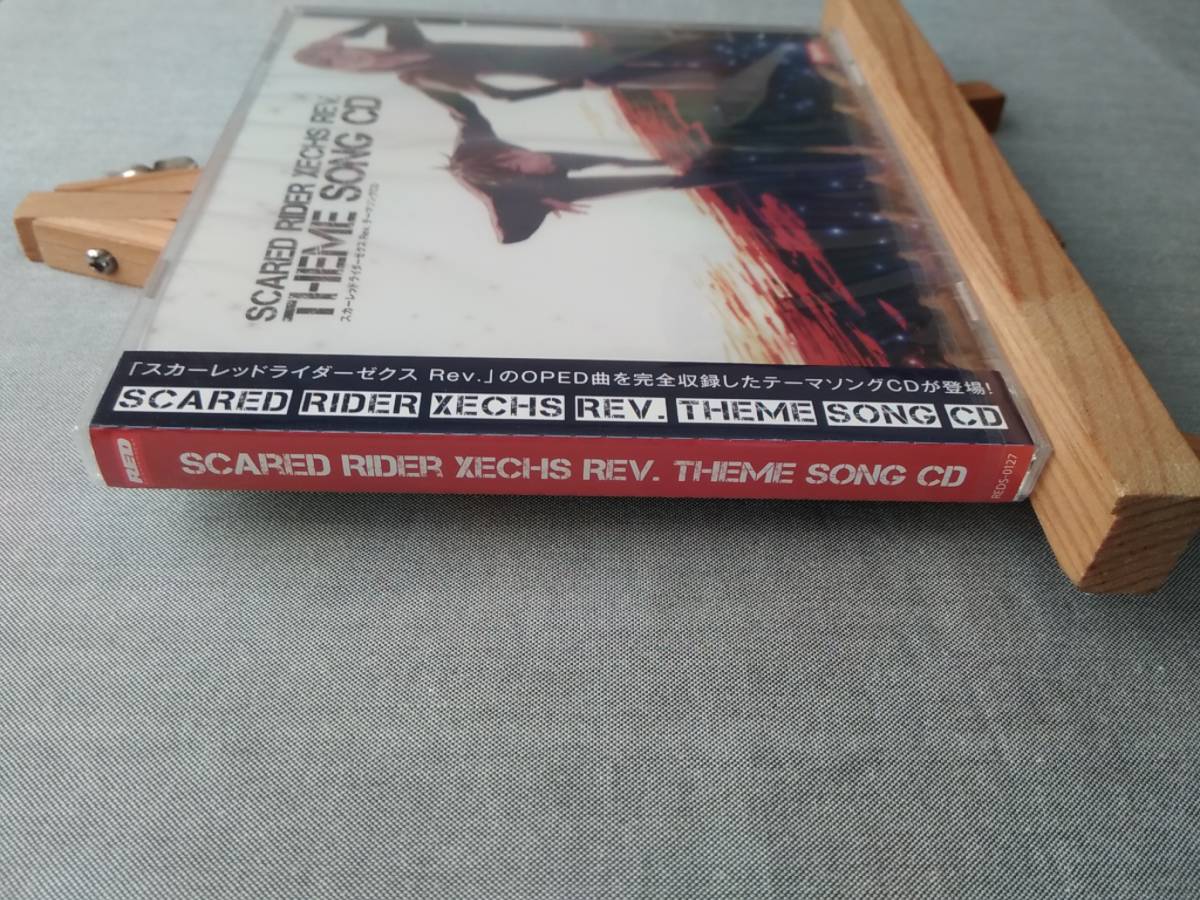 SCARED RIDER XECHS REV.
THEME SONG CD
スカーレッドライダーゼクス Rev. テーマソングCD
「スカーレッドライダーゼクス Rev.」のOPED曲を完全収録したテーマソングCDが登場!
SCARED RIDER XECHS REV. THEME SONG CD
RED
SCARED RIDER XECHS REV. THEME SONG CD
REDS-0127